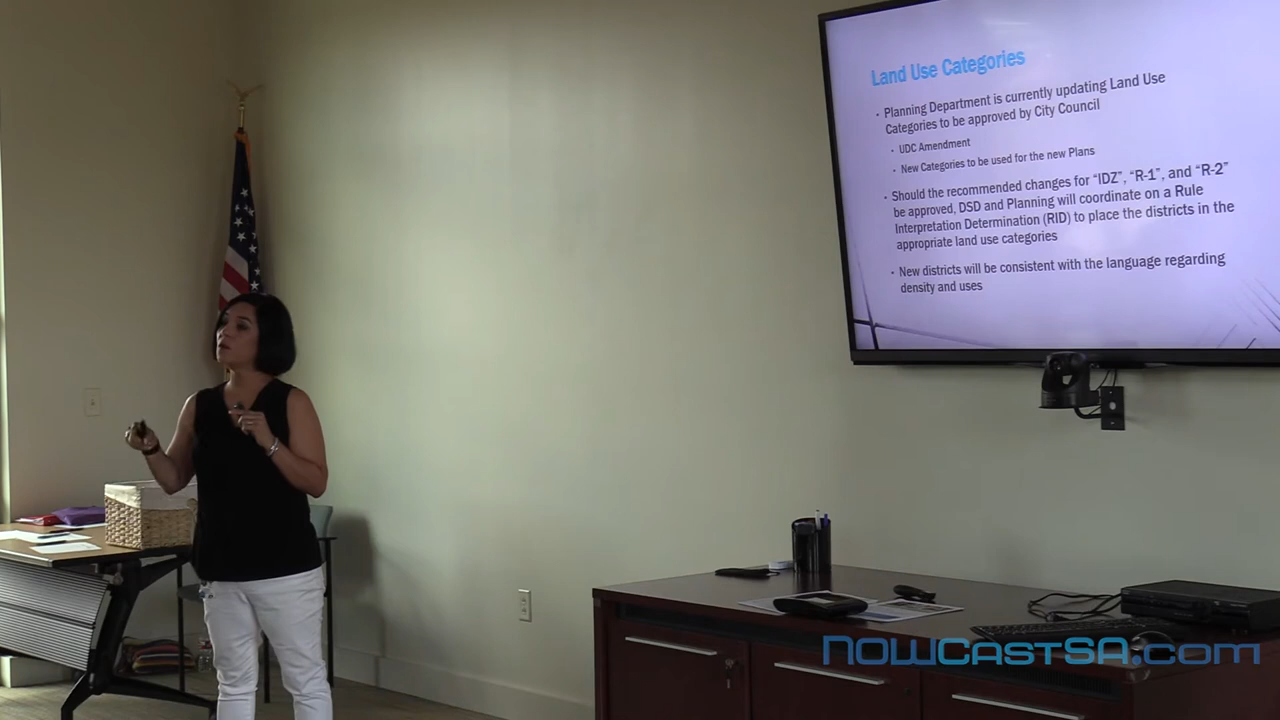 Land Use Categories
• Planning Department is currently updating Land Use
Categories to be approved by City Council
• UDC Amendment
• New Categories to be used for the new Plans
• Should the recommended changes for “IDZ”, “R-1”, and “R-2”
be approved, DSD and Planning will coordinate on a Rule
Interpretation Determination (RID) to place the districts in the
appropriate land use categories
• New districts will be consistent with the language regarding
density and uses
NOWCASTSA.com